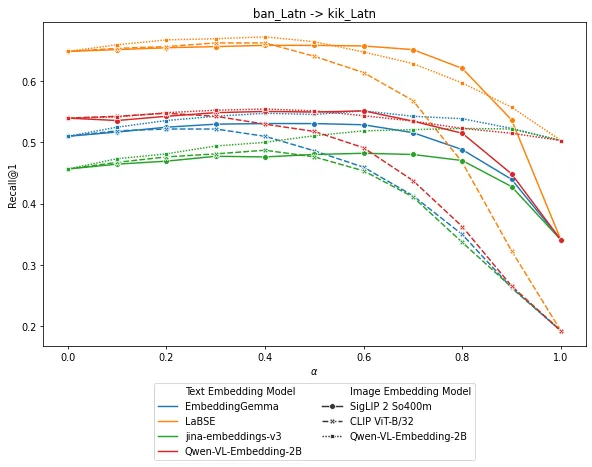 ban_Latn -> kik_Latn
Recall@1
0.6
0.5
0.4
0.3
0.2
0.0 0.2 0.4 0.6 0.8 1.0
α
Text Embedding Model Image Embedding Model
EmbeddingGemma SigLIP 2 So400m
LaBSE CLIP ViT-B/32
jina-embeddings-v3 Qwen-VL-Embedding-2B
Qwen-VL-Embedding-2B